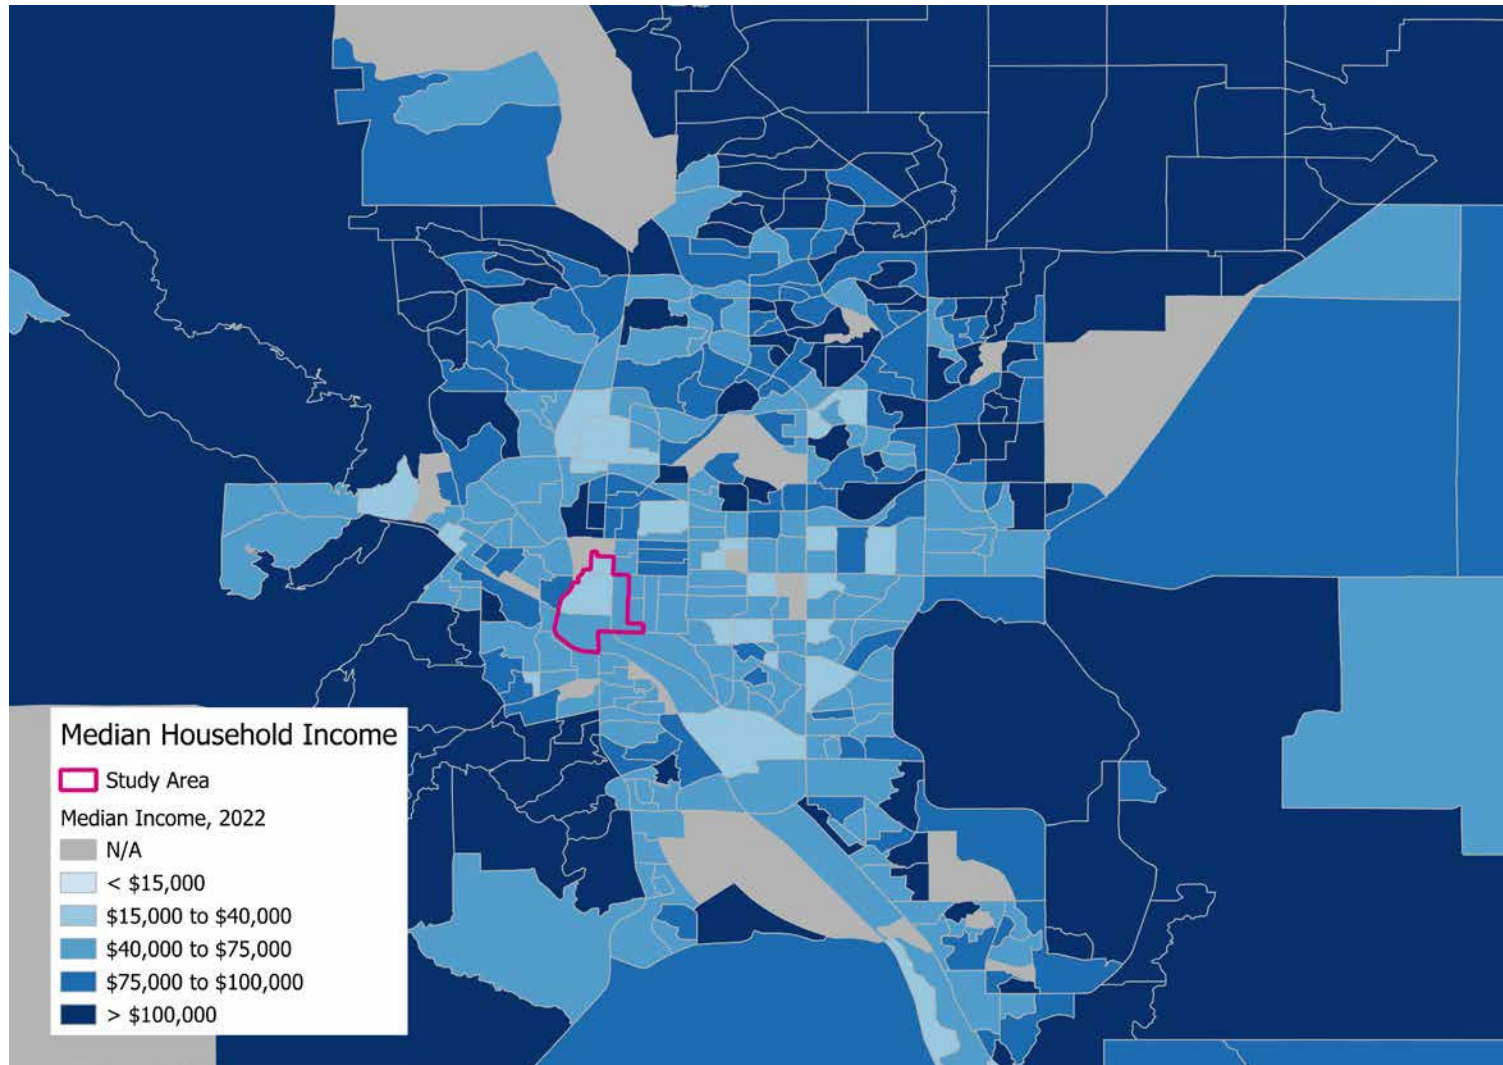 Median Household Income
Study Area
Median Income, 2022
N/A
< $15,000
$15,000 to $40,000
$40,000 to $75,000
$75,000 to $100,000
> $100,000